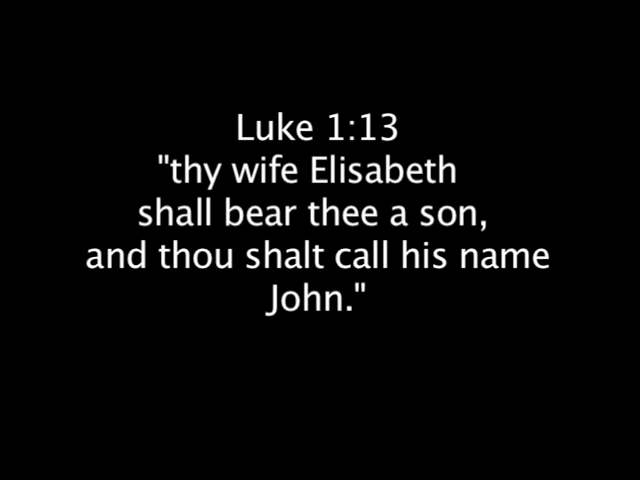 Luke 1:13
"thy wife Elisabeth
shall bear thee a son,
and thou shalt call his name
John."